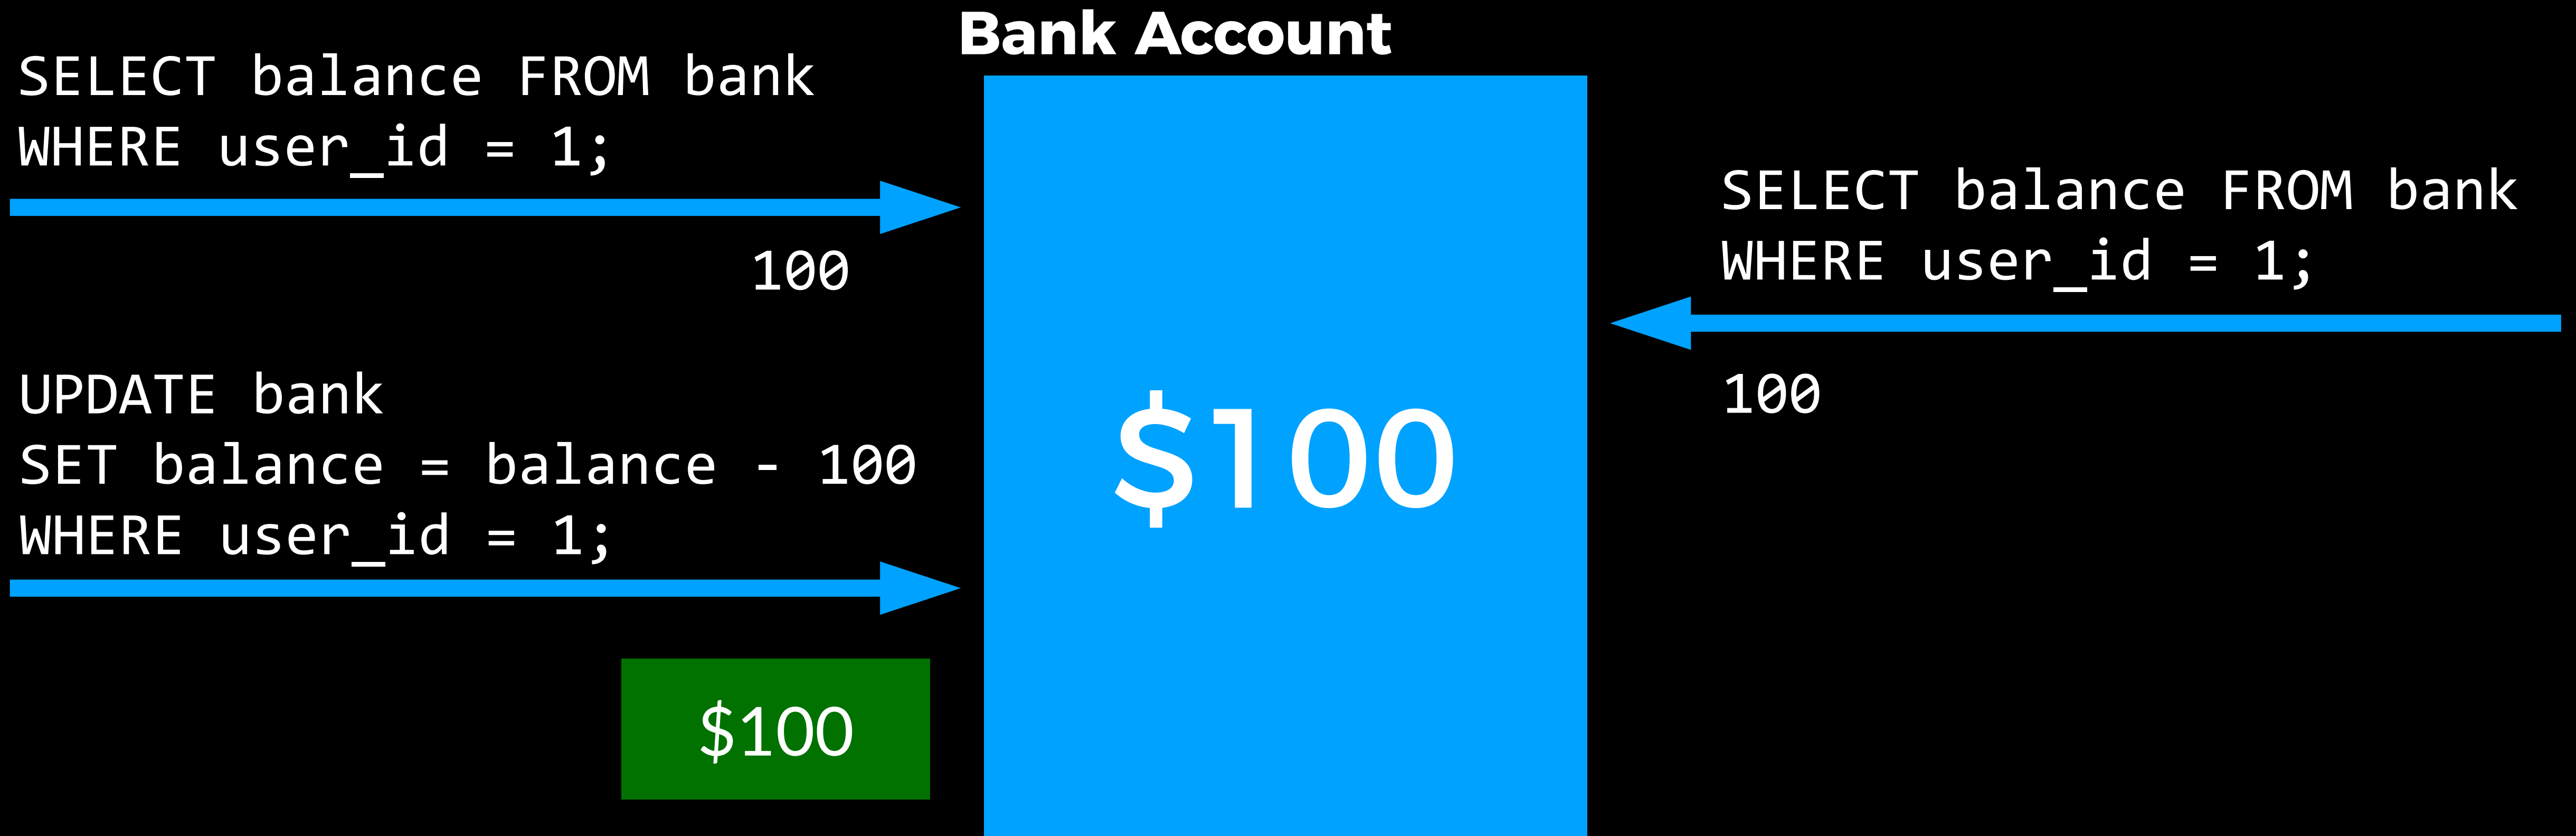 Bank Account
SELECT balance FROM bank
WHERE user_id = 1;
100
UPDATE bank
SET balance = balance - 100
WHERE user_id = 1;
$100
$100
SELECT balance FROM bank
WHERE user_id = 1;
100